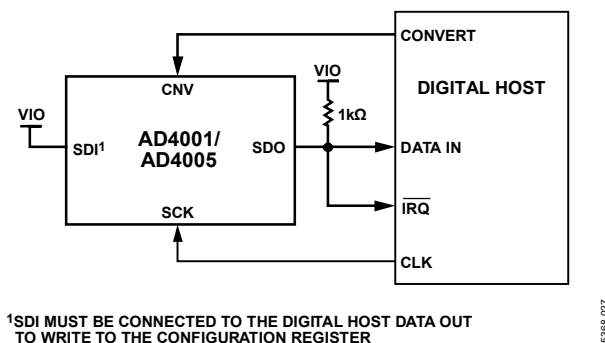 CONVERT
VIO
DIGITAL HOST
CNV
1kΩ
VIO
AD4001/
AD4005
SDI1
SDO
DATA IN
IRQ
SCK
CLK
1SDI MUST BE CONNECTED TO THE DIGITAL HOST DATA OUT
TO WRITE TO THE CONFIGURATION REGISTER